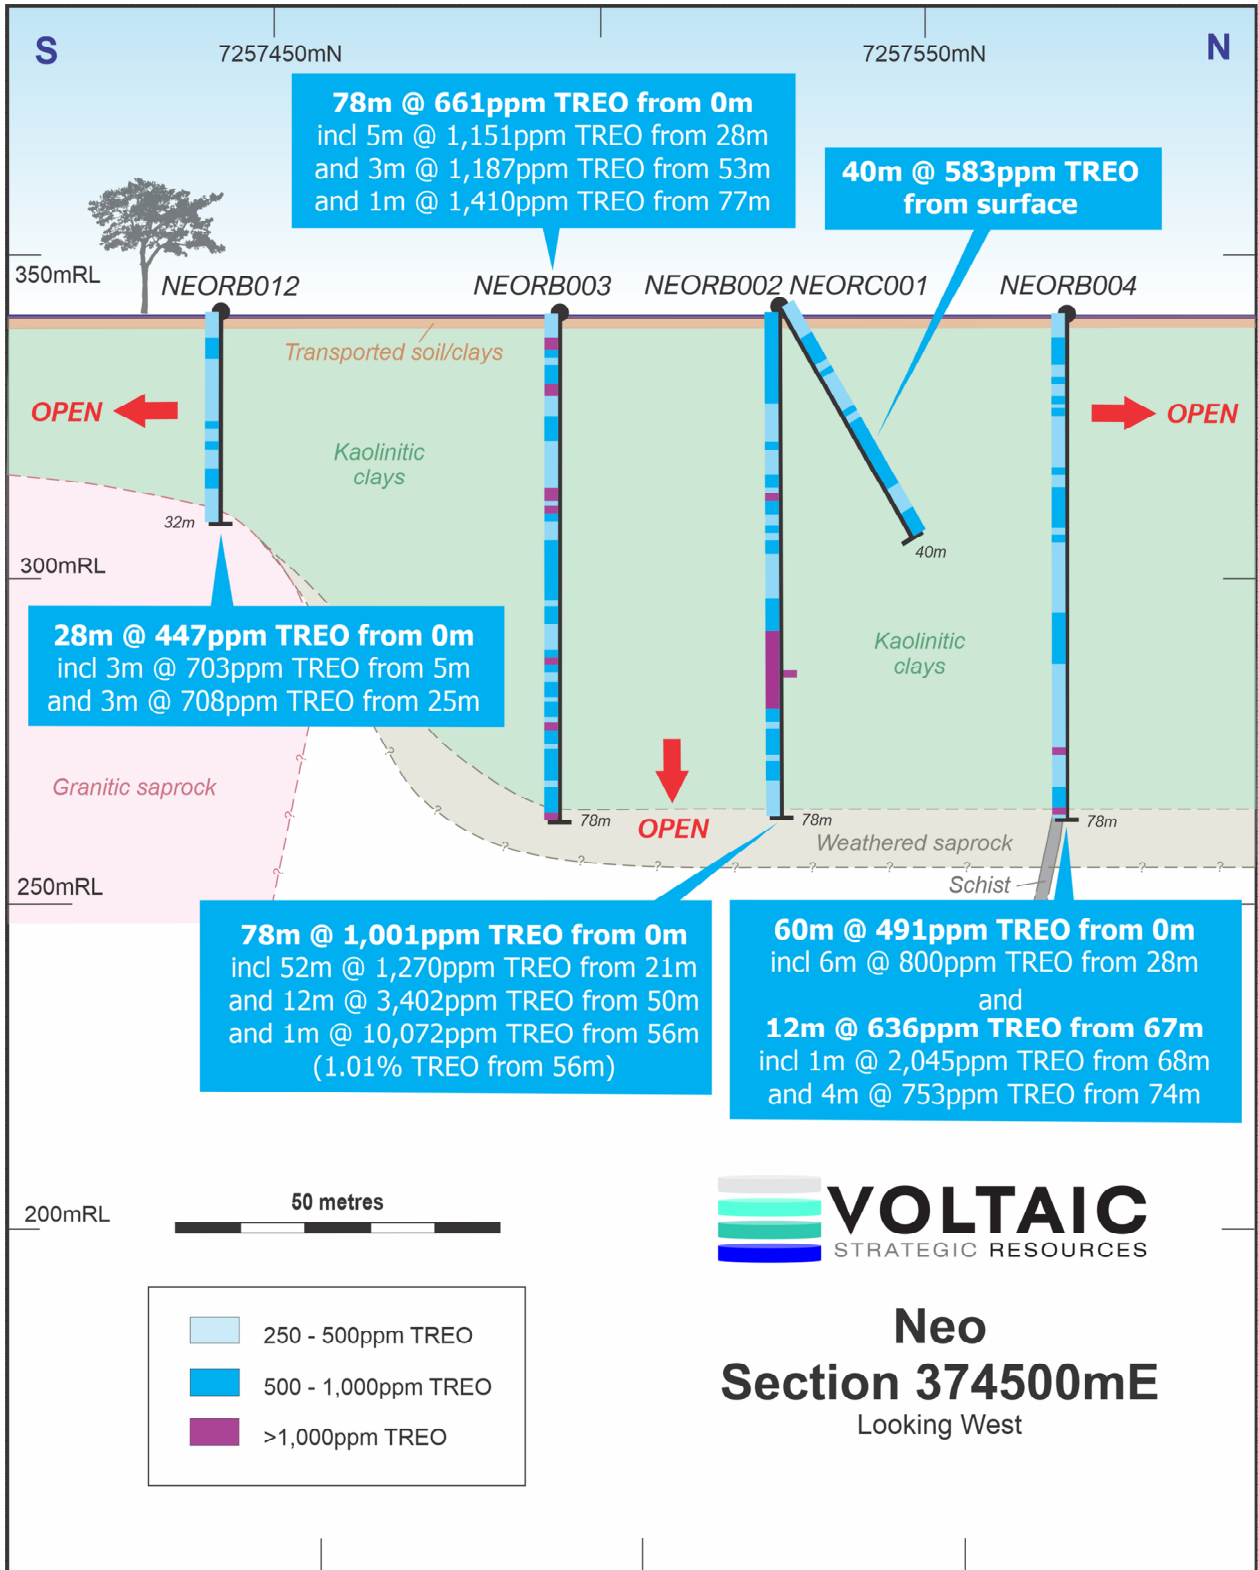 S
7257450mN
7257550mN
N
78m @ 661ppm TREO from 0m
incl 5m @ 1,151ppm TREO from 28m
and 3m @ 1,187ppm TREO from 53m
and 1m @ 1,410ppm TREO from 77m
40m @ 583ppm TREO
from surface
350mRL
NEORB012
NEORB003
NEORB002
NEORC001
NEORB004
Transported soil/clays
OPEN
OPEN
Kaolinitic
clays
32m
40m
300mRL
28m @ 447ppm TREO from 0m
incl 3m @ 703ppm TREO from 5m
and 3m @ 708ppm TREO from 25m
Kaolinitic
clays
?
?
Granitic saprock
?
?
78m
OPEN
78m
78m
Weathered saprock
?
?
?
?
?
?
?
?
Schist
250mRL
78m @ 1,001ppm TREO from 0m
incl 52m @ 1,270ppm TREO from 21m
and 12m @ 3,402ppm TREO from 50m
and 1m @ 10,072ppm TREO from 56m
(1.01% TREO from 56m)
60m @ 491ppm TREO from 0m
incl 6m @ 800ppm TREO from 28m
and
12m @ 636ppm TREO from 67m
incl 1m @ 2,045ppm TREO from 68m
and 4m @ 753ppm TREO from 74m
200mRL
50 metres
VOLTAIC
STRATEGIC RESOURCES
250 - 500ppm TREO
500 - 1,000ppm TREO
>1,000ppm TREO
Neo
Section 374500mE
Looking West